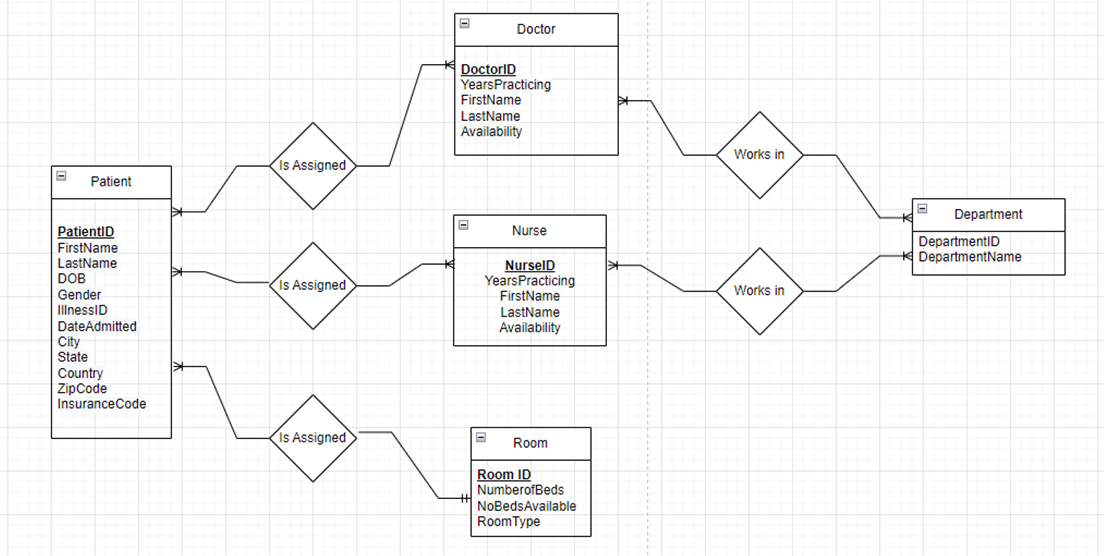 Doctor
DoctorID
YearsPracticing
FirstName
LastName
Availability
Is Assigned
Works in
Patient
PatientID
FirstName
LastName
DOB
Gender
IllnessID
DateAdmitted
City
State
Country
ZipCode
InsuranceCode
Is Assigned
Nurse
NurseID
YearsPracticing
FirstName
LastName
Availability
Works in
Department
DepartmentID
DepartmentName
Is Assigned
Room
Room ID
NumberofBeds
NoBedsAvailable
RoomType